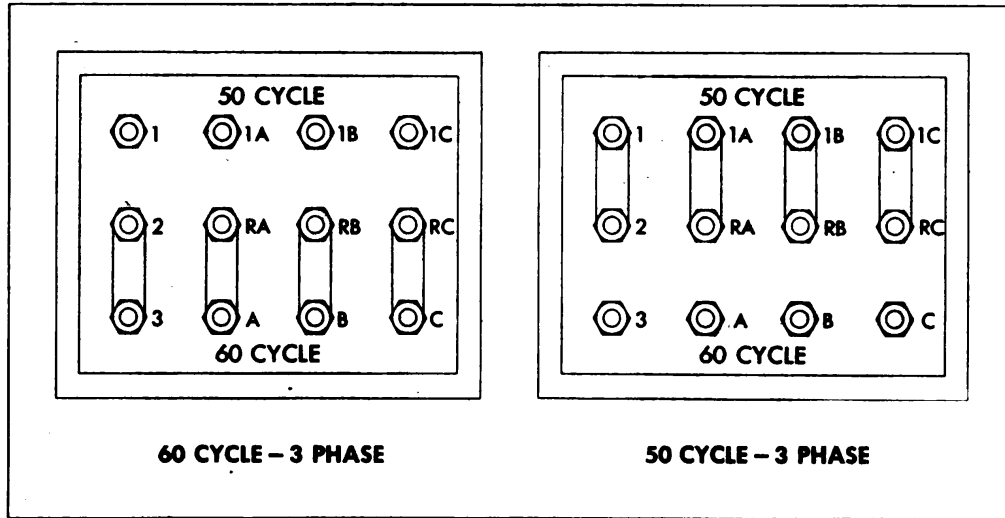 50 CYCLE
1 1A 1B 1C
2 RA RB RC
3 A B C
60 CYCLE
60 CYCLE – 3 PHASE
50 CYCLE
1 1A 1B 1C
2 RA RB RC
3 A B C
60 CYCLE
50 CYCLE – 3 PHASE